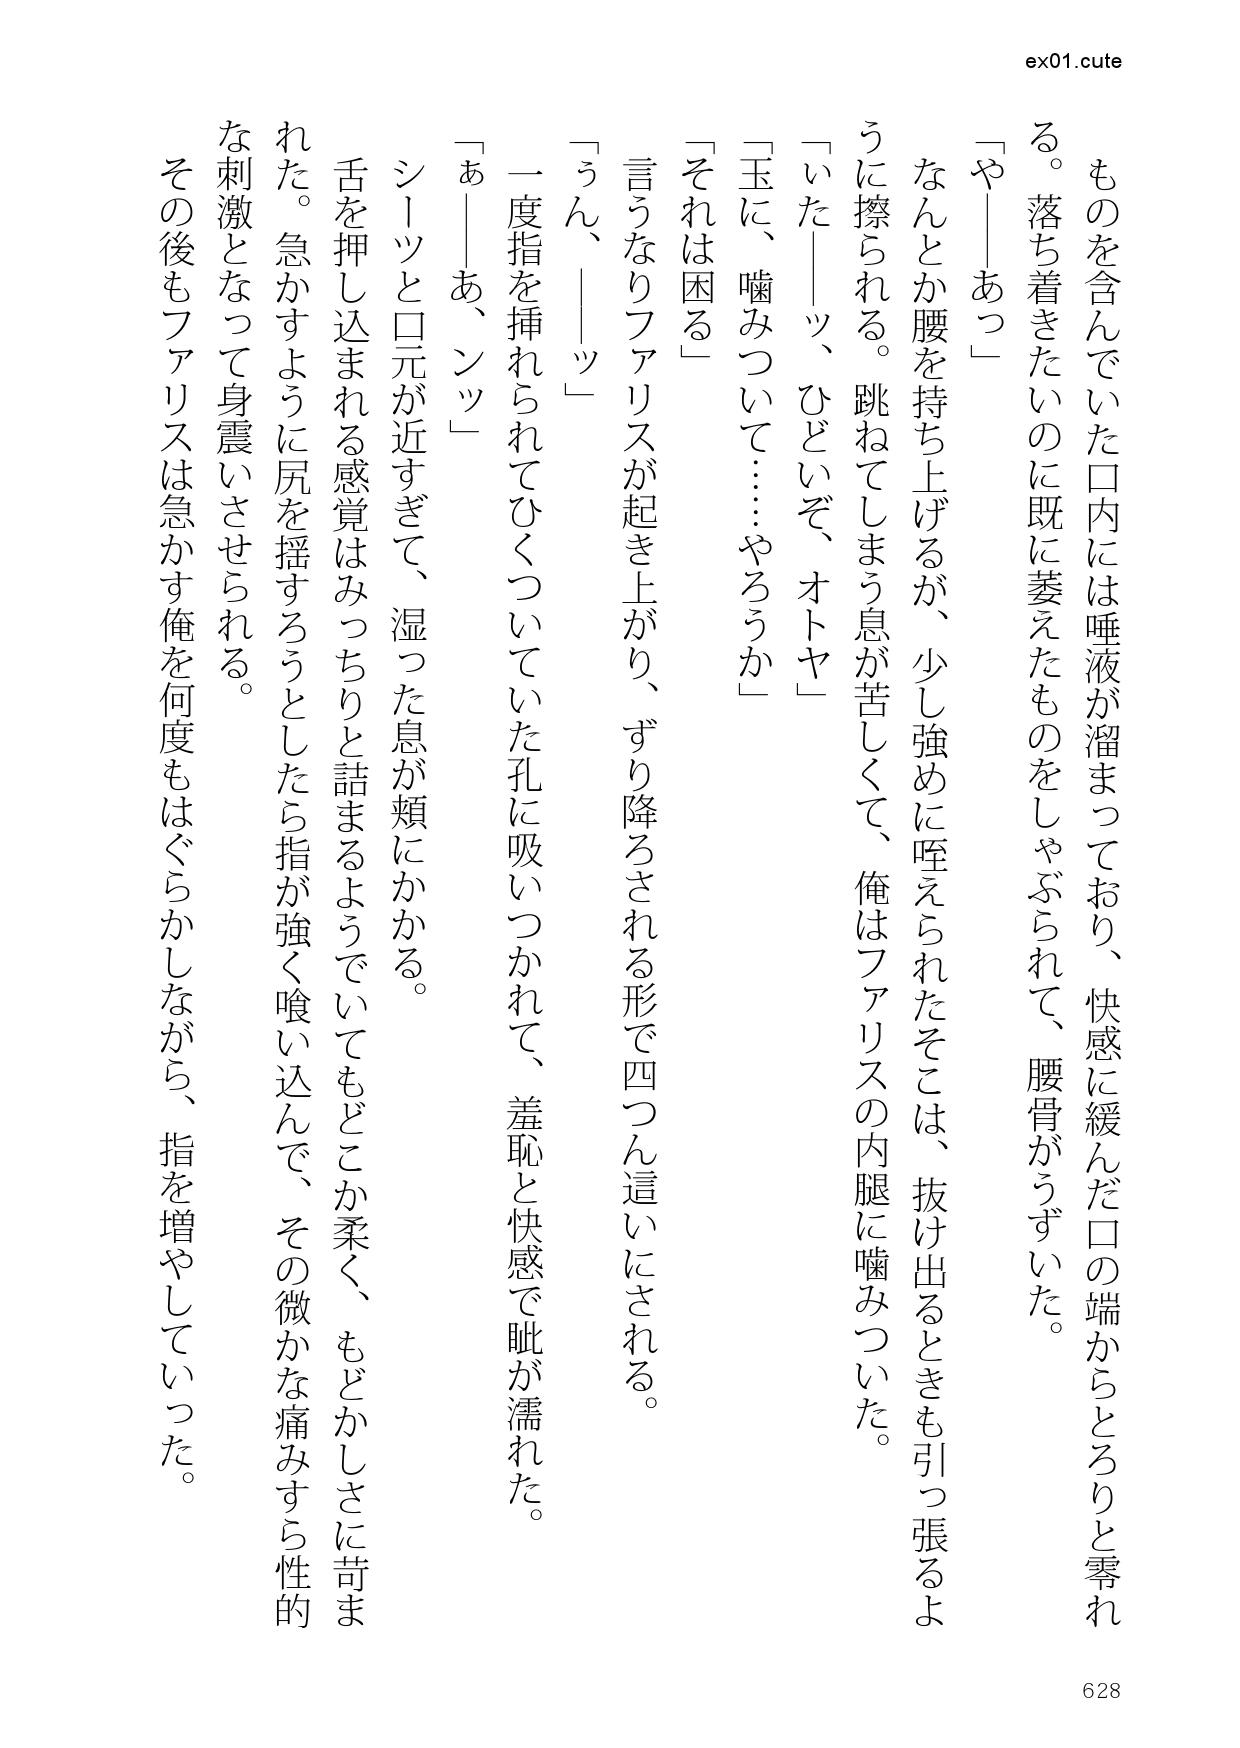 ex01.cute
ものを含んでいた口内には唾液が溜まっており、快感に緩んだ口の端からとろりと零れ
る。落ち着きたいのに既に萎えたものをしゃぶられて、腰骨がうずいた。
「や――あっ」
なんとか腰を持ち上げるが、少し強めに咥えられたそこは、抜け出るときも引っ張るよ
うに擦られる。跳ねてしまう息が苦しくて、俺はファリスの内腿に噛みついた。
「いた――ッ、ひどいぞ、オトヤ」
「玉に、噛みついて……やろうか」
「それは困る」
言うなりファリスが起き上がり、ずり降ろされる形で四つん這いにされる。
「うん、――ッ」
一度指を挿れられてひくついていた孔に吸いつかれて、羞恥と快感で眦が濡れた。
「ぁ――あ、ンッ」
シーツと口元が近すぎて、湿った息が頬にかかる。
舌を押し込まれる感覚はみっちりと詰まるようでいてもどこか柔く、もどかしさに苛ま
れた。急かすように尻を揺すろうとしたら指が強く喰い込んで、その微かな痛みすら性的
な刺激となって身震いさせられる。
その後もファリスは急かす俺を何度もはぐらかしながら、指を増やしていった。
628